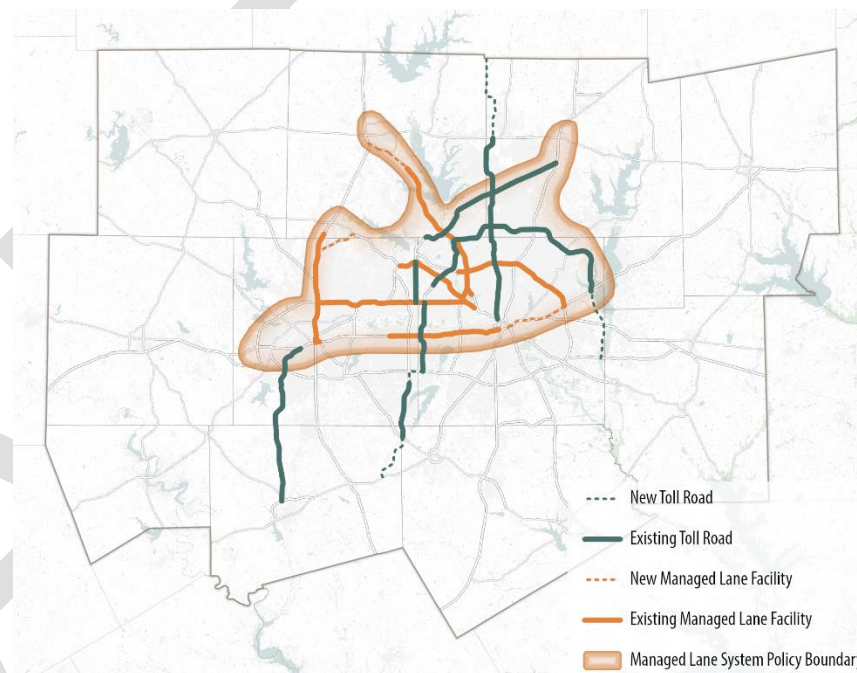 New Toll Road
Existing Toll Road
New Managed Lane Facility
Existing Managed Lane Facility
Managed Lane System Policy Boundary